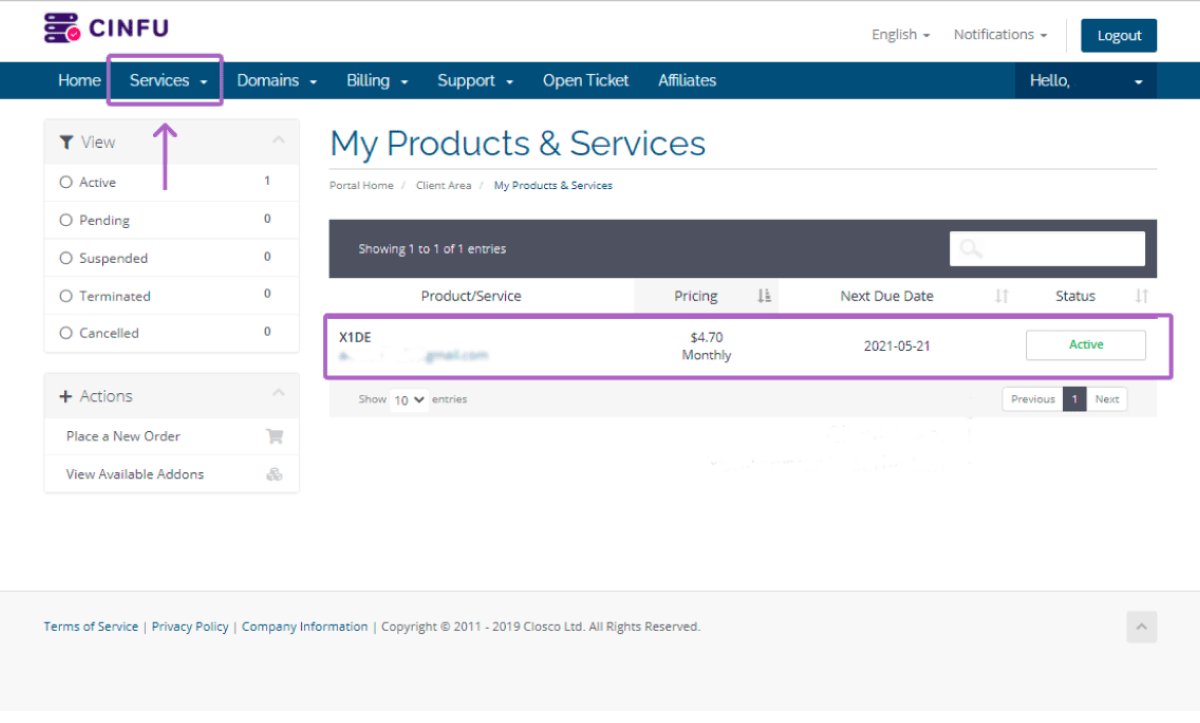 CINFU
English
Notifications
Logout
Home Services Domains Billing Support Open Ticket Affiliates Hello,
View
Active 1
Pending 0
Suspended 0
Terminated 0
Cancelled 0
Actions
Place a New Order
View Available Addons
My Products & Services
Portal Home / Client Area / My Products & Services
Showing 1 to 1 of 1 entries
Product/Service Pricing Next Due Date Status
X1DE $4.70 2021-05-21 Active
gmail.com Monthly
Show 10 entries Previous 1 Next
Terms of Service | Privacy Policy | Company Information | Copyright © 2011 - 2019 Closco Ltd. All Rights Reserved.